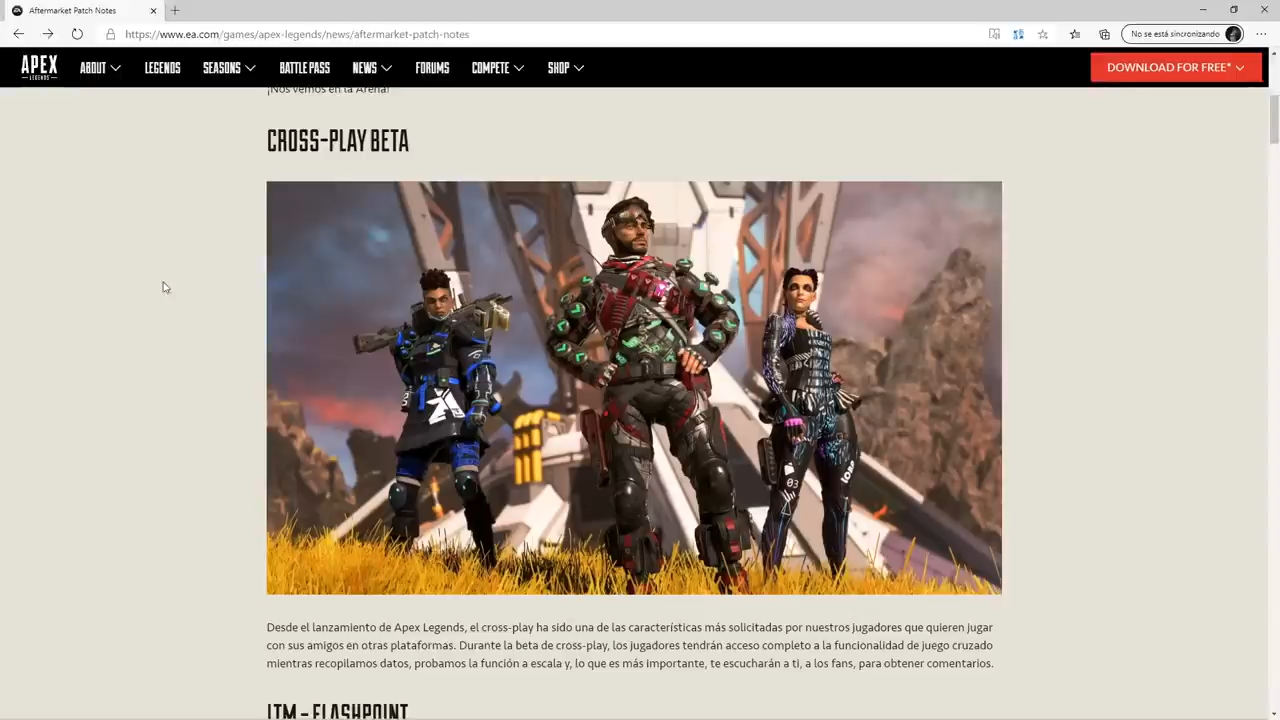 Aftermarket Patch Notes
https://www.ea.com/games/apex-legends/news/aftermarket-patch-notes
No se está sincronizando
APEX
LEGENDS
ABOUT
LEGENDS
SEASONS
BATTLE PASS
NEWS
FORUMS
COMPETE
SHOP
DOWNLOAD FOR FREE*
¡Nos vemos en la Arena!
CROSS-PLAY BETA
03
Desde el lanzamiento de Apex Legends, el cross-play ha sido una de las características más solicitadas por nuestros jugadores que quieren jugar
con sus amigos en otras plataformas. Durante la beta de cross-play, los jugadores tendrán acceso completo a la funcionalidad de juego cruzado
mientras recopilamos datos, probamos la función a escala y, lo que es más importante, te escucharán a ti, a los fans, para obtener comentarios.
LTM - FLASHPOINT